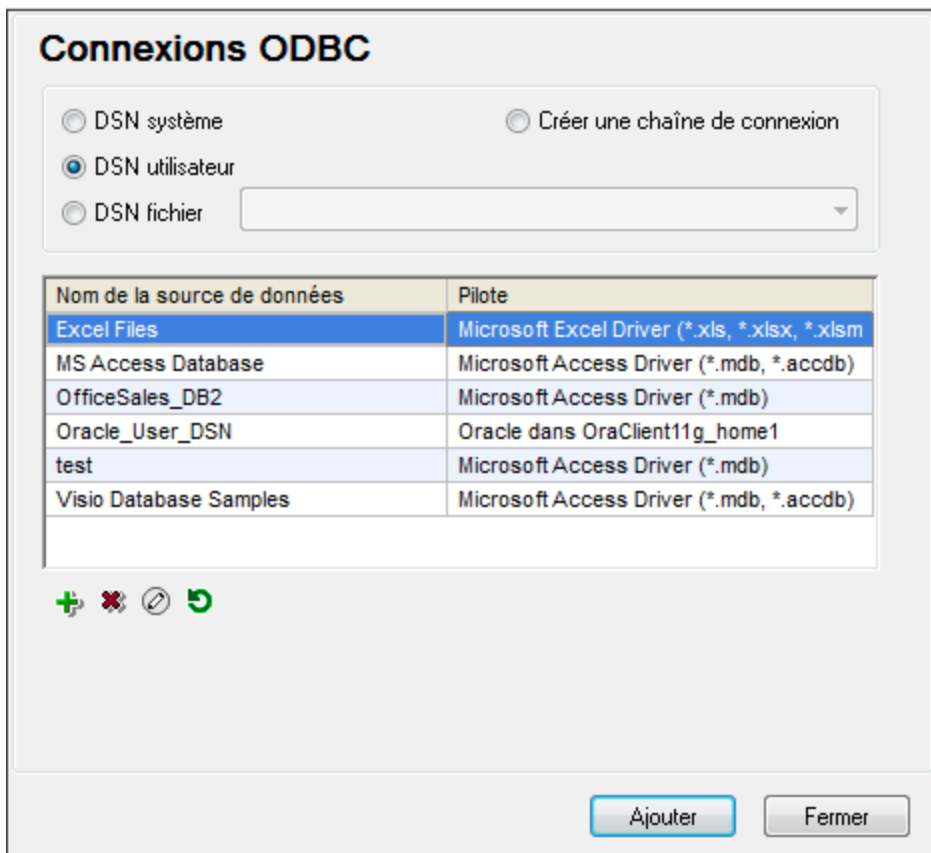 Connexions ODBC
DSN système
Créer une chaîne de connexion
DSN utilisateur
DSN fichier
Nom de la source de données Pilote
Excel Files Microsoft Excel Driver (*.xls, *.xlsx, *.xlsm
MS Access Database Microsoft Access Driver (*.mdb, *.accdb)
OfficeSales_DB2 Microsoft Access Driver (*.mdb)
Oracle_User_DSN Oracle dans OraClient11g_home1
test Microsoft Access Driver (*.mdb)
Visio Database Samples Microsoft Access Driver (*.mdb, *.accdb)
Ajouter Fermer